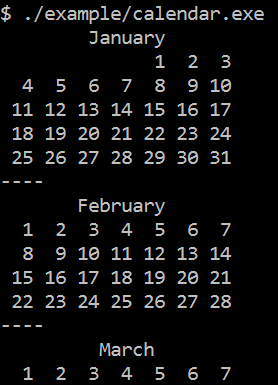 $ ./example/calendar.exe
January
1 2 3
4 5 6 7 8 9 10
11 12 13 14 15 16 17
18 19 20 21 22 23 24
25 26 27 28 29 30 31
----
February
1 2 3 4 5 6 7
8 9 10 11 12 13 14
15 16 17 18 19 20 21
22 23 24 25 26 27 28
----
March
1 2 3 4 5 6 7